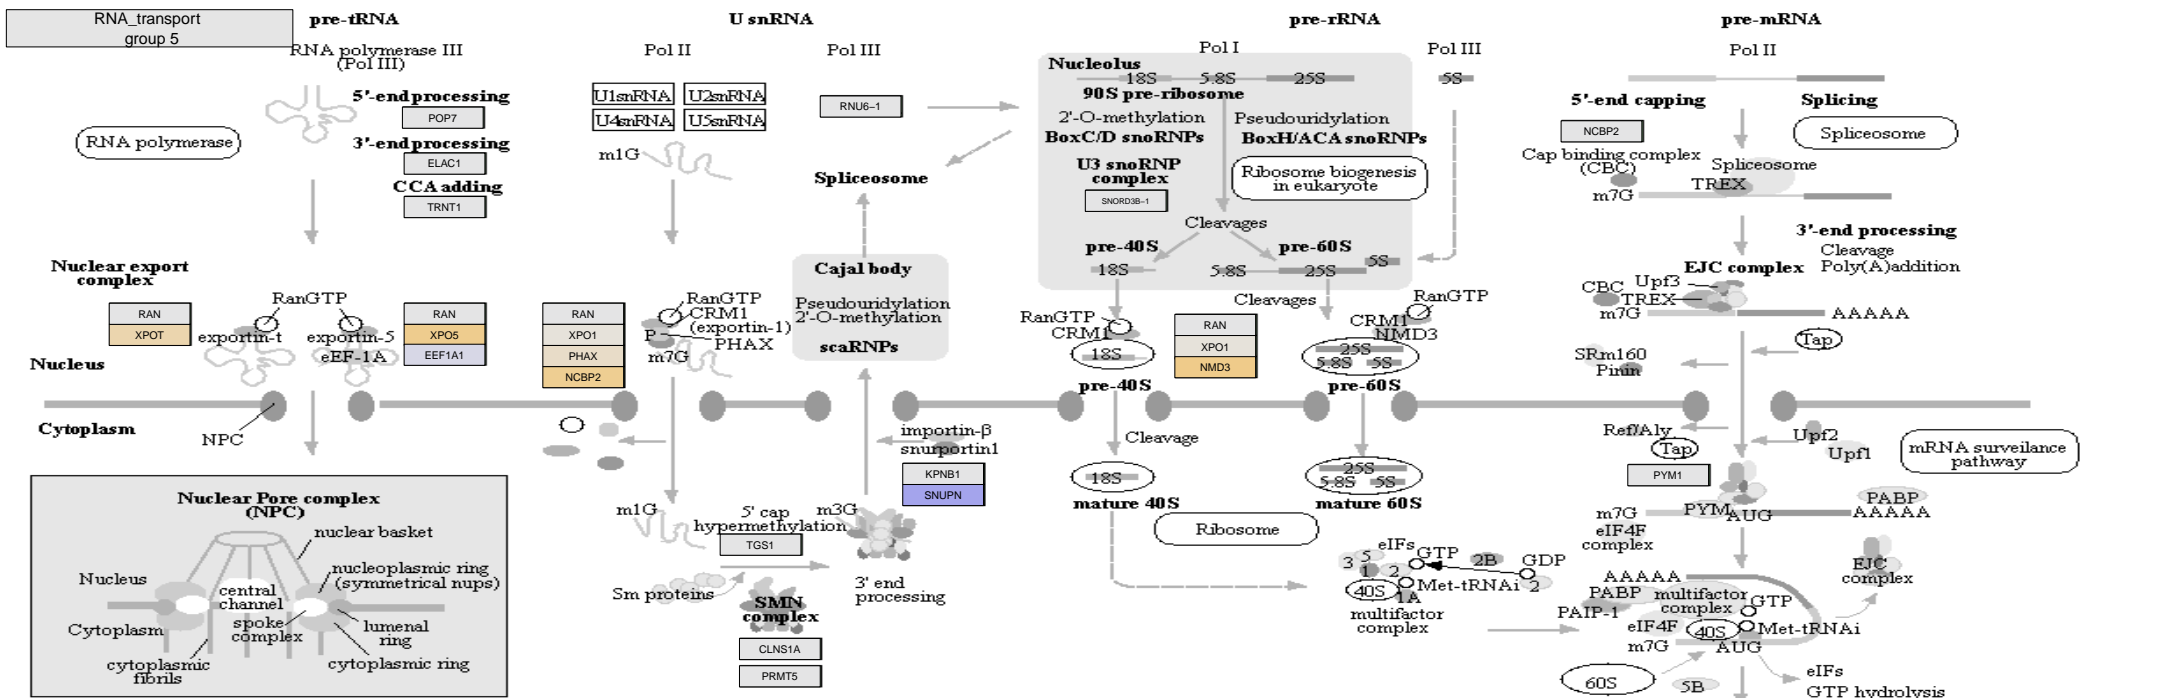 RNA_transport
group 5
pre-tRNA
RNA polymerase III
(Pol III)
5'-end processing
POP7
RNA polymerase
3'-end processing
ELAC1
CCA adding
TRNT1
Nuclear export
complex
RAN
XPOT
RanGTP
exportin-t
exportin-5
eEF-1A
RAN
XPO5
EEF1A1
Nucleus
Cytoplasm
NPC
Nuclear Pore complex
(NPC)
nuclear basket
Nucleus
nucleoplasmic ring
(symmetrical nups)
central
channel
spoke
complex
Cytoplasm
lumenal
ring
cytoplasmic
fibrils
cytoplasmic ring
U snRNA
Pol II
Pol III
U1snRNA
U2snRNA
U4snRNA
U5snRNA
RNU6-1
m1G
Spliceosome
Cajal body
Pseudouridylation
2'-O-methylation
scaRNPs
RAN
XPO1
PHAX
NCBP2
RanGTP
CRM1
(exportin-1)
P
PHAX
m7G
importin-β
snurportin1
KPNB1
SNUPN
m1G
5' cap
hypermethylation
m3G
TGS1
Sm proteins
SMN
complex
3' end
processing
CLNS1A
PRMT5
pre-rRNA
Pol I
Pol III
Nucleolus
18S
5.8S
25S
5S
90S pre-ribosome
2'-O-methylation
Pseudouridylation
BoxC/D snoRNPs
BoxH/ACA snoRNPs
U3 snoRNP
complex
SNORD3B-1
Ribosome biogenesis
in eukaryote
Cleavages
pre-40S
pre-60S
18S
5.8S
25S
5S
Cleavages
RanGTP
CRM1
18S
RAN
XPO1
NMD3
RanGTP
CRM1
NMD3
25S
5.8S
5S
pre-40S
pre-60S
Cleavage
18S
25S
5.8S
5S
mature 40S
mature 60S
Ribosome
eIFs
3
5
1
2
GTP
2B
GDP
40S
1A
Met-tRNAi
2
multifactor
complex
pre-mRNA
Pol II
5'-end capping
Splicing
NCBP2
Spliceosome
Cap binding complex
(CBC)
Spliceosome
TREX
m7G
3'-end processing
Cleavage
Poly(A)addition
EJC complex
CBC
Upf3
TREX
m7G
AAAAA
Tap
SRm160
Pinin
Ref/Aly
Tap
Upf2
Upf1
mRNA surveilance
pathway
PYM1
PABP
m7G
PYM
AUG
AAAAA
eIF4F
complex
EJC
complex
AAAAA
PABP
PAIP-1
multifactor
complex
GTP
eIF4F
40S
Met-tRNAi
m7G
AUG
60S
5B
eIFs
GTP hydrolysis